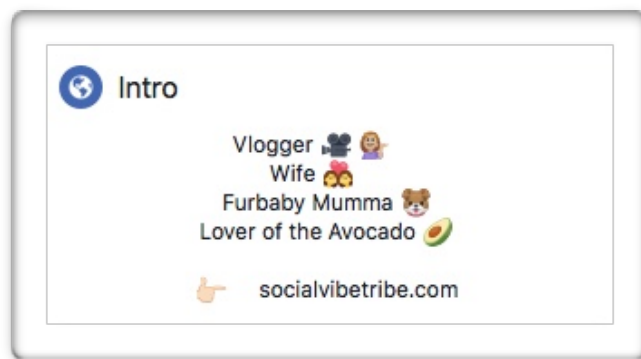 Intro
Vlogger 🎥 💁🏼
Wife 👩‍❤️‍👩
Furbaby Mumma 🐻
Lover of the Avocado 🥑
👉🏻 socialvibetribe.com